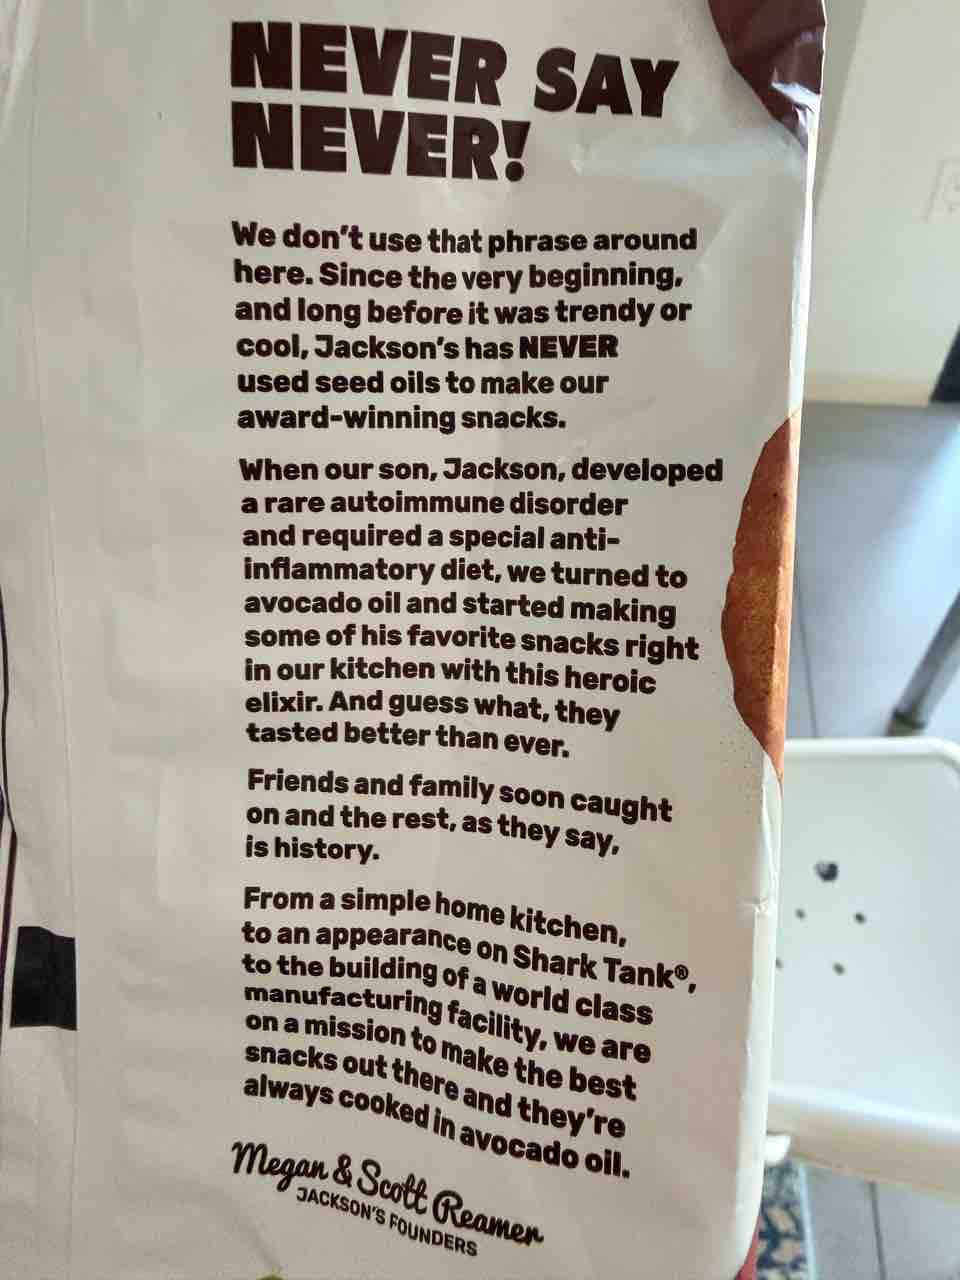 NEVER SAY
NEVER!
We don't use that phrase around
here. Since the very beginning,
and long before it was trendy or
cool, Jackson's has NEVER
used seed oils to make our
award-winning snacks.
When our son, Jackson, developed
a rare autoimmune disorder
and required a special anti-
inflammatory diet, we turned to
avocado oil and started making
some of his favorite snacks right
in our kitchen with this heroic
elixir. And guess what, they
tasted better than ever.
Friends and family soon caught
on and the rest, as they say,
is history.
From a simple home kitchen,
to an appearance on Shark Tank®,
to the building of a world class
manufacturing facility, we are
on a mission to make the best
snacks out there and they're
always cooked in avocado oil.
Megan & Scott Reamer
JACKSON'S FOUNDERS